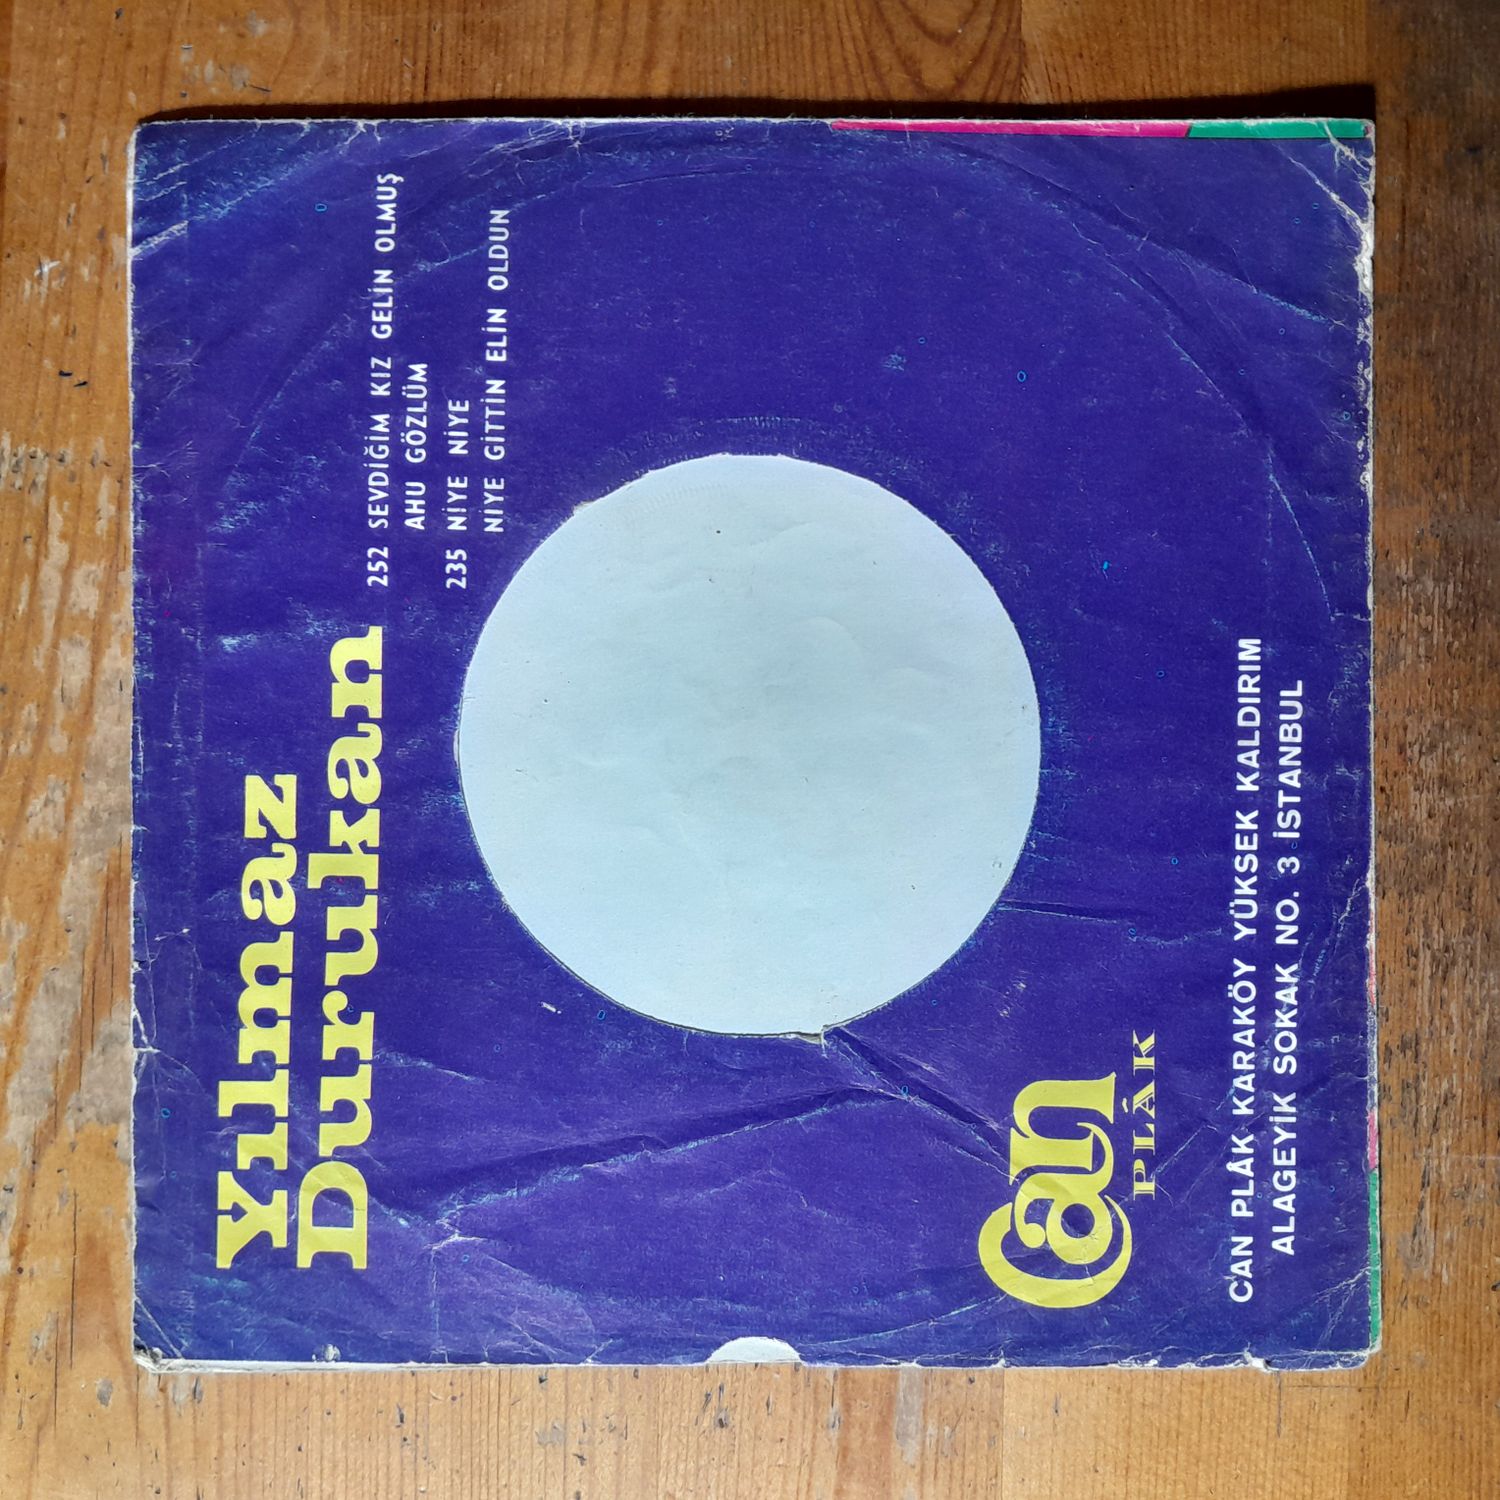 Yılmaz
Durukan
252 SEVDİĞİM KIZ GELİN OLMUŞ
AHU GÖZLÜM
235 NİYE NİYE
NİYE GİTTİN ELİN OLDUN
Can
PLÂK
CAN PLÂK KARAKÖY YÜKSEK KALDIRIM
ALAGEYİK SOKAK NO. 3 İSTANBUL